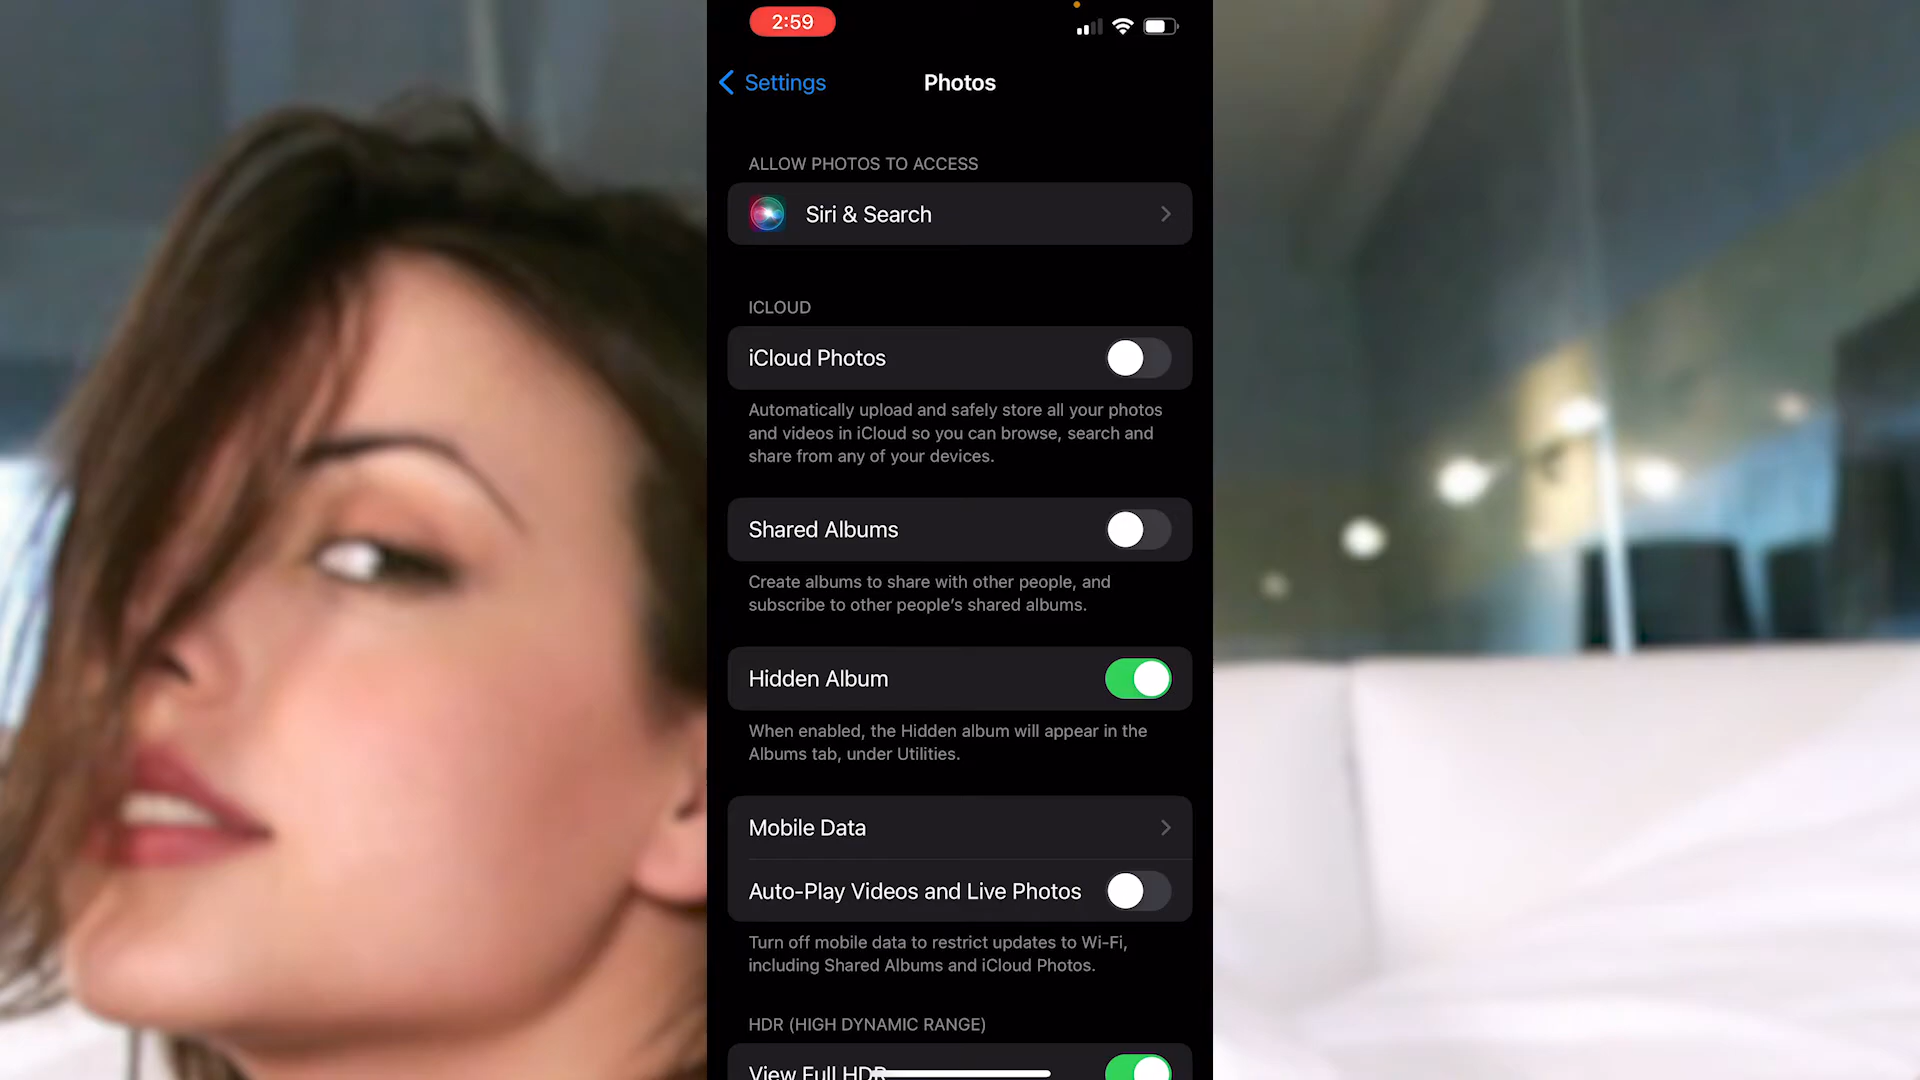 2:59
Settings
Photos
ALLOW PHOTOS TO ACCESS
Siri & Search
ICLOUD
iCloud Photos
Automatically upload and safely store all your photos
and videos in iCloud so you can browse, search and
share from any of your devices.
Shared Albums
Create albums to share with other people, and
subscribe to other people’s shared albums.
Hidden Album
When enabled, the Hidden album will appear in the
Albums tab, under Utilities.
Mobile Data
Auto-Play Videos and Live Photos
Turn off mobile data to restrict updates to Wi-Fi,
including Shared Albums and iCloud Photos.
HDR (HIGH DYNAMIC RANGE)
View Full HDR